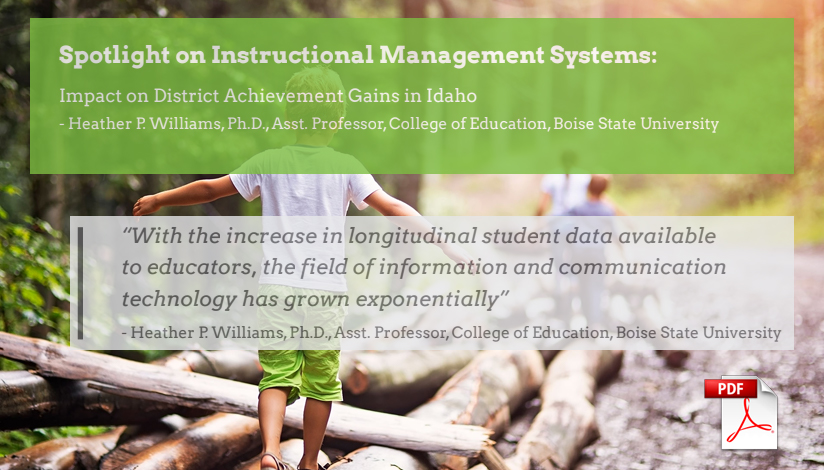 Spotlight on Instructional Management Systems:
Impact on District Achievement Gains in Idaho
- Heather P. Williams, Ph.D., Asst. Professor, College of Education, Boise State University
“With the increase in longitudinal student data available
to educators, the field of information and communication
technology has grown exponentially”
- Heather P. Williams, Ph.D., Asst. Professor, College of Education, Boise State University
PDF